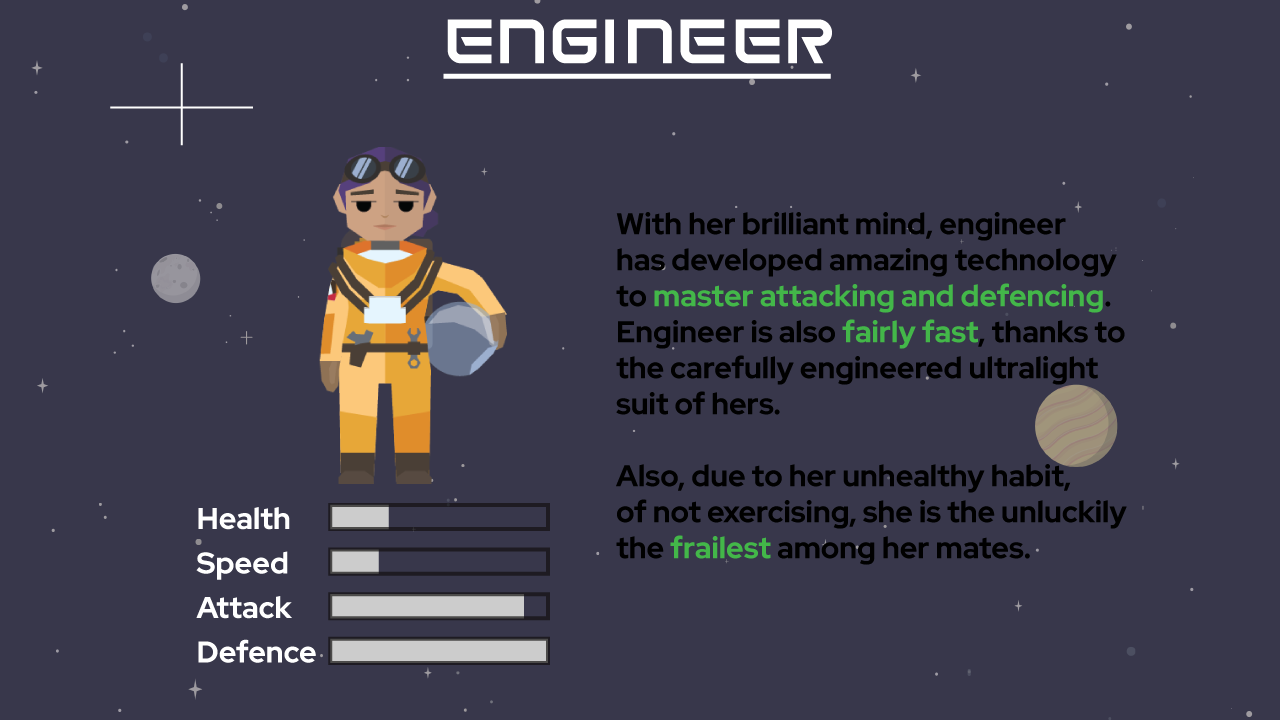 ENGINEER
With her brilliant mind, engineer
has developed amazing technology
to master attacking and defencing.
Engineer is also fairly fast, thanks to
the carefully engineered ultralight
suit of hers.
Also, due to her unhealthy habit,
of not exercising, she is the unluckily
the frailest among her mates.
Health
Speed
Attack
Defence